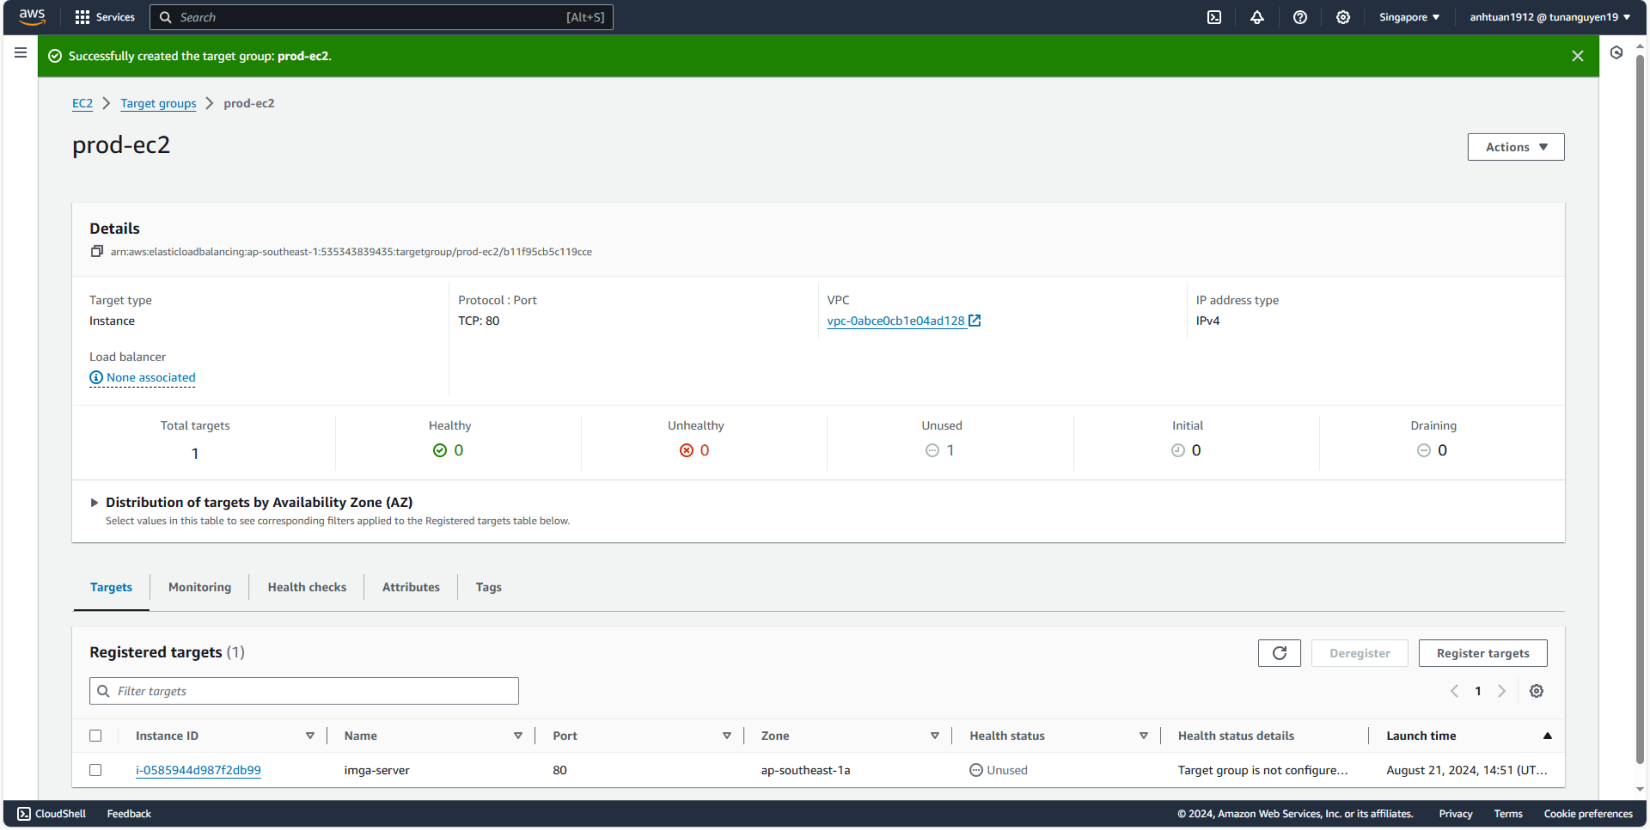 aws
Services
Search
[Alt+S]
Singapore
anhtuan1912 @ tunanguyen19
Successfully created the target group: prod-ec2.
EC2 > Target groups > prod-ec2
prod-ec2
Actions
Details
arn:aws:elasticloadbalancing:ap-southeast-1:535343839435:targetgroup/prod-ec2/b11f95cb5c119cce
Target type
Instance
Protocol : Port
TCP: 80
VPC
vpc-0abce0cb1e04ad128
IP address type
IPv4
Load balancer
None associated
Total targets
1
Healthy
0
Unhealthy
0
Unused
1
Initial
0
Draining
0
Distribution of targets by Availability Zone (AZ)
Select values in this table to see corresponding filters applied to the Registered targets table below.
Targets
Monitoring
Health checks
Attributes
Tags
Registered targets (1)
Deregister
Register targets
Filter targets
1
Instance ID
Name
Port
Zone
Health status
Health status details
Launch time
i-0585944d987f2db99
imga-server
80
ap-southeast-1a
Unused
Target group is not configure...
August 21, 2024, 14:51 (UT...
CloudShell
Feedback
© 2024, Amazon Web Services, Inc. or its affiliates.
Privacy
Terms
Cookie preferences